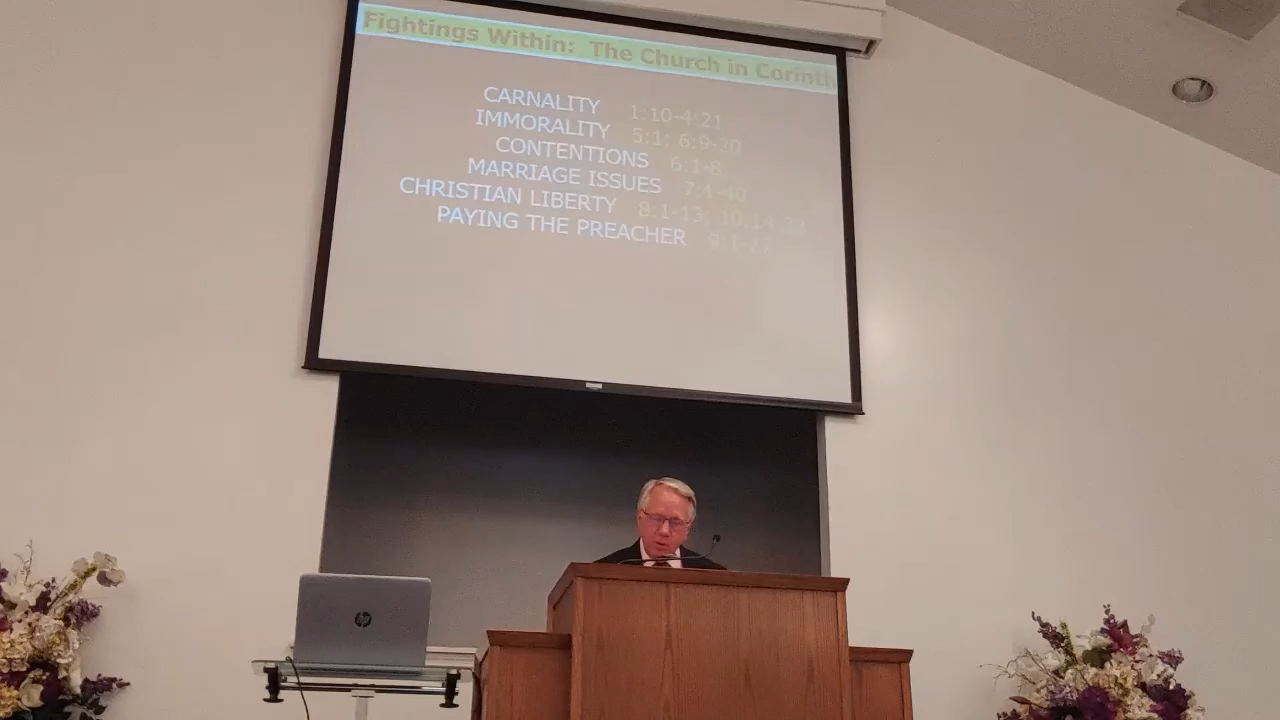 Fightings Within: The Church in Corinth
CARNALITY 1:10-4:21
IMMORALITY 5:1; 6:9-20
CONTENTIONS 6:1-8
MARRIAGE ISSUES 7:1-40
CHRISTIAN LIBERTY 8:1-13; 10:14-33
PAYING THE PREACHER 9:1-27
hp